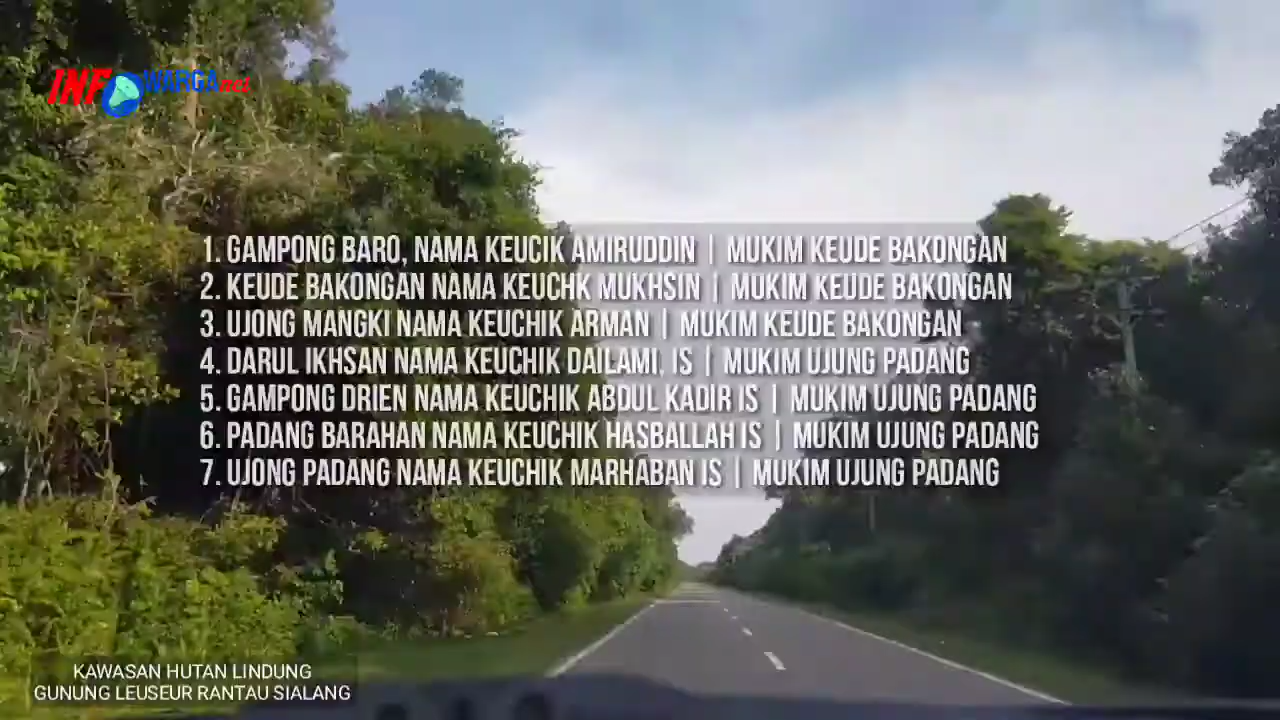 INFO WARGA net
1. GAMPONG BARO, NAMA KEUCIK AMIRUDDIN | MUKIM KEUDE BAKONGAN
2. KEUDE BAKONGAN NAMA KEUCHK MUKHSIN | MUKIM KEUDE BAKONGAN
3. UJONG MANGKI NAMA KEUCHIK ARMAN | MUKIM KEUDE BAKONGAN
4. DARUL IKHSAN NAMA KEUCHIK DAILAMI, IS | MUKIM UJUNG PADANG
5. GAMPONG DRIEN NAMA KEUCHIK ABDUL KADIR IS | MUKIM UJUNG PADANG
6. PADANG BARAHAN NAMA KEUCHIK HASBALLAH IS | MUKIM UJUNG PADANG
7. UJONG PADANG NAMA KEUCHIK MARHABAN IS | MUKIM UJUNG PADANG
KAWASAN HUTAN LINDUNG
GUNUNG LEUSEUR RANTAU SIALANG